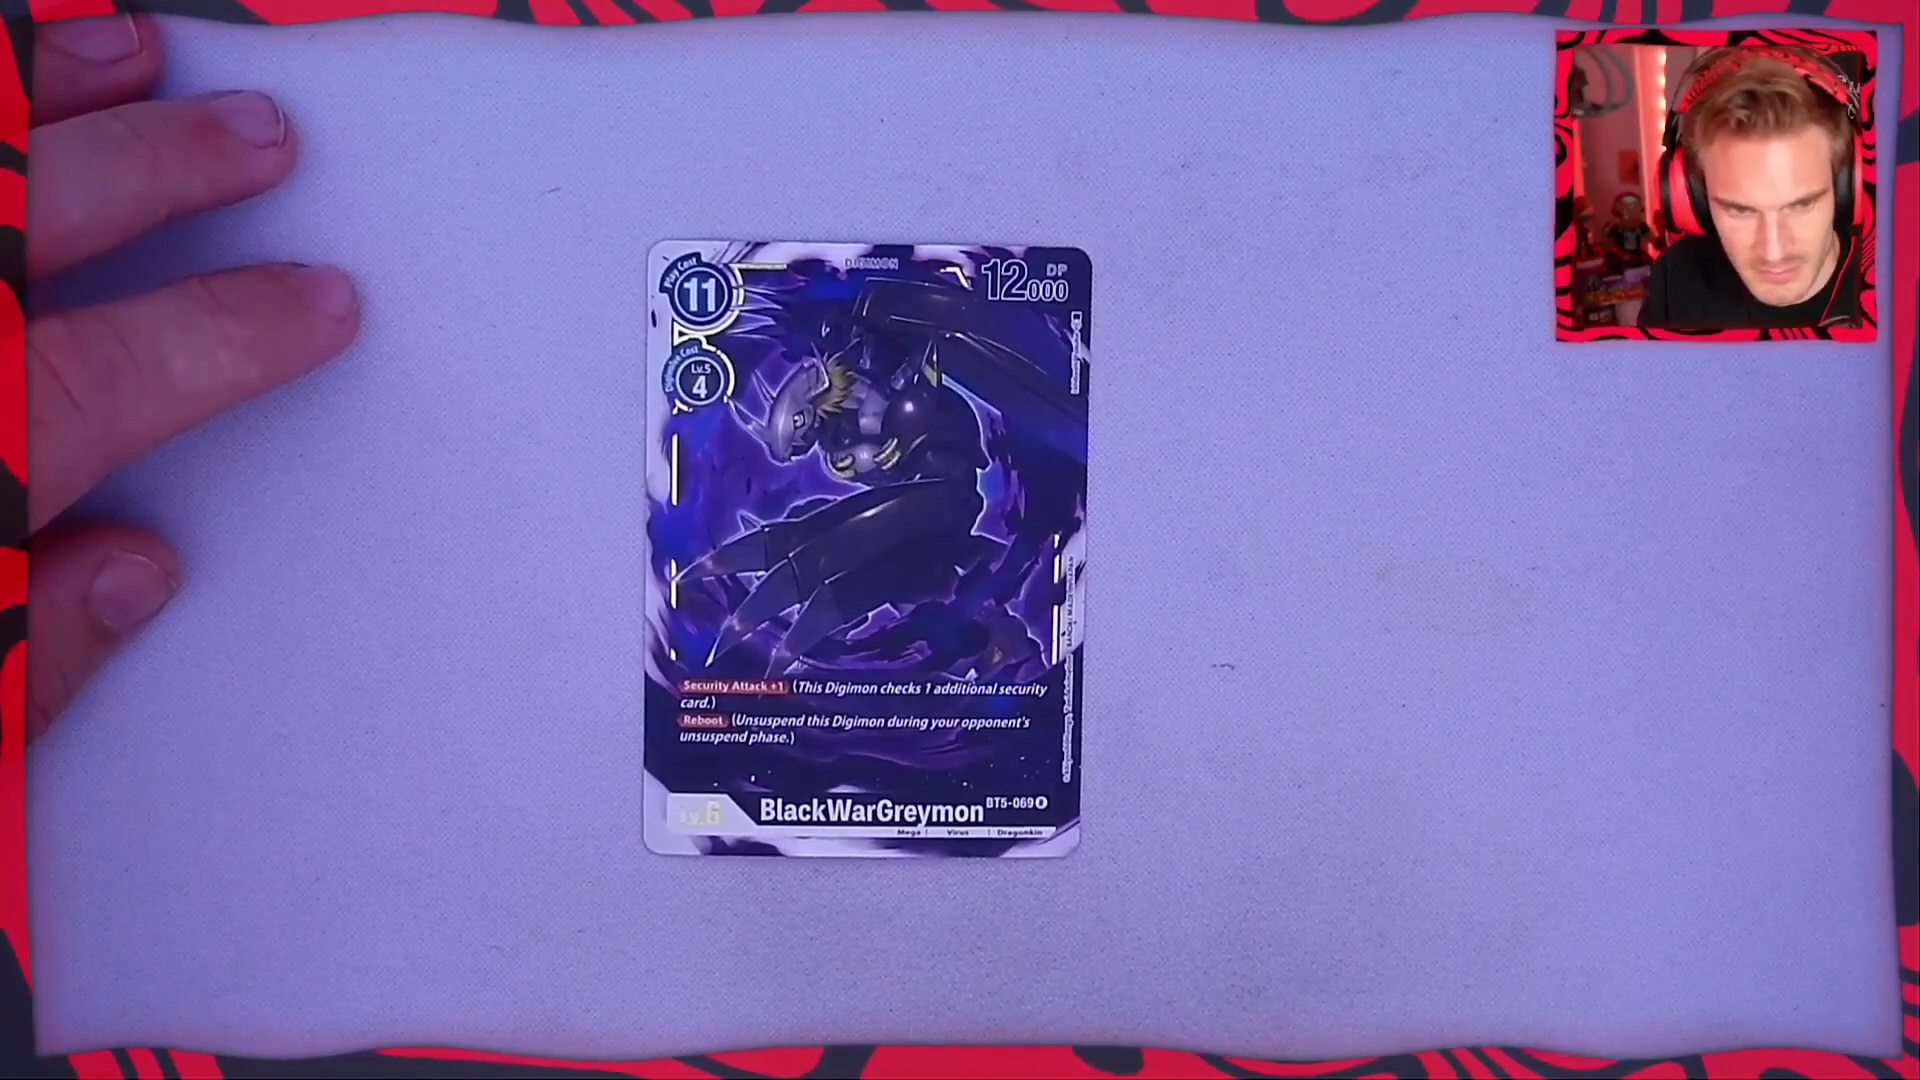 Play Cost
11
DIGIMON
DP
12000
Digivolve Cost
Lv.5
4
Security Attack +1 (This Digimon checks 1 additional security
card.)
Reboot (Unsuspend this Digimon during your opponent's
unsuspend phase.)
Lv.6
BlackWarGreymon BT5-069 R
Mega | Virus | Dragonkin